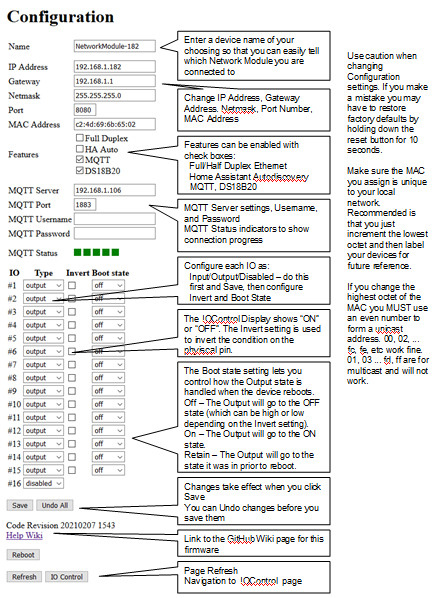 Configuration
Name
NetworkModule-182
IP Address
192.168.1.182
Gateway
192.168.1.1
Netmask
255.255.255.0
Port
8080
MAC Address
c2:4d:69:6b:65:02
Features
Full Duplex
HA Auto
MQTT
DS18B20
MQTT Server
192.168.1.106
MQTT Port
1883
MQTT Username
MQTT Password
MQTT Status
IO Type Invert Boot state
#1 output off
#2 output off
#3 output off
#4 output off
#5 output off
#6 output off
#7 output off
#8 output off
#9 output off
#10 output off
#11 output off
#12 output off
#13 output off
#14 output off
#15 output off
#16 disabled
Save Undo All
Code Revision 20210207 1543
Help Wiki
Reboot
Refresh IO Control
Enter a device name of your
choosing so that you can easily tell
which Network Module you are
connected to
Change IP Address, Gateway
Address, Netmask, Port Number,
MAC Address
Features can be enabled with
check boxes:
Full/Half Duplex Ethernet
Home Assistant Autodiscovery
MQTT, DS18B20
MQTT Server settings, Username,
and Password
MQTT Status indicators to show
connection progress
Configure each IO as:
Input/Output/Disabled – do this
first and Save, then configure
Invert and Boot State
The IOControl Display shows "ON"
or "OFF". The Invert setting is used
to invert the condition on the
phyiscal pin.
The Boot state setting lets you
control how the Output state is
handled when the device reboots.
Off – The Output will go to the OFF
state (which can be high or low
depending on the Invert setting).
On – The Output will go to the ON
state.
Retain – The Output will go to the
state it was in prior to reboot.
Changes take effect when you click
Save
You can Undo changes before you
save them
Link to the GitHub Wiki page for this
firmware
Page Refresh
Navigation to IOControl page
Use caution when
changing
Configuration
settings. If you make
a mistake you may
have to restore
factory defaults by
holding down the
reset button for 10
seconds.
Make sure the MAC
you assign is unique
to your local
network.
Recommended is
that you just
increment the lowest
octet and then label
your devices for
future reference.
If you change the
highest octet of the
MAC you MUST use
an even number to
form a unicast
address. 00, 02, ...
fc, fe, etc work fine.
01, 03 ... fd, ff are for
multicast and will not
work.